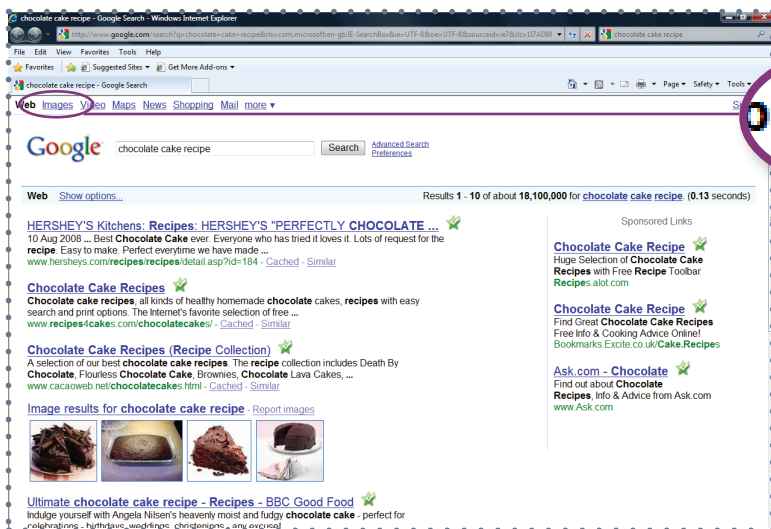 chocolate cake recipe - Google Search - Windows Internet Explorer
http://www.google.com/search?q=chocolate+cake+recipe&rls=com.microsoft:en-gb:IE-SearchBox&ie=UTF-8&oe=UTF-8&sourceid=ie7&rlz=1I7ADBF chocolate cake recipe
File Edit View Favorites Tools Help
Favorites Suggested Sites Get More Add-ons
chocolate cake recipe - Google Search Page Safety Tools
Web Images Video Maps News Shopping Mail more
Google chocolate cake recipe Search Advanced Search
Preferences
Web Show options... Results 1 - 10 of about 18,100,000 for chocolate cake recipe. (0.13 seconds)
HERSHEY'S Kitchens: Recipes: HERSHEY'S "PERFECTLY CHOCOLATE ...
10 Aug 2008 ... Best Chocolate Cake ever. Everyone who has tried it loves it. Lots of request for the
recipe. Easy to make. Perfect everytime we have made ...
www.hersheys.com/recipes/recipes/detail.asp?id=184 - Cached - Similar
Chocolate Cake Recipes
Chocolate cake recipes, all kinds of healthy homemade chocolate cakes, recipes with easy
search and print options. The Internet's favorite selection of free ...
www.recipes4cakes.com/chocolatecakes/ - Cached - Similar
Chocolate Cake Recipes (Recipe Collection)
A selection of our best chocolate cake recipes. The recipe collection includes Death By
Chocolate, Flourless Chocolate Cake, Brownies, Chocolate Lava Cakes, ...
www.cacaoweb.net/chocolatecakes.html - Cached - Similar
Image results for chocolate cake recipe - Report images
Ultimate chocolate cake recipe - Recipes - BBC Good Food
Indulge yourself with Angela Nilsen's heavenly moist and fudgy chocolate cake - perfect for
celebrations - birthdays, weddings, christenings - any excuse!
Sponsored Links
Chocolate Cake Recipe
Huge Selection of Chocolate Cake
Recipes with Free Recipe Toolbar
Recipes.alot.com
Chocolate Cake Recipe
Find Great Chocolate Cake Recipes
Free Info & Cooking Advice Online!
Bookmarks.Excite.co.uk/Cake.Recipes
Ask.com - Chocolate
Find out about Chocolate
Recipes, Info & Advice from Ask.com
www.Ask.com